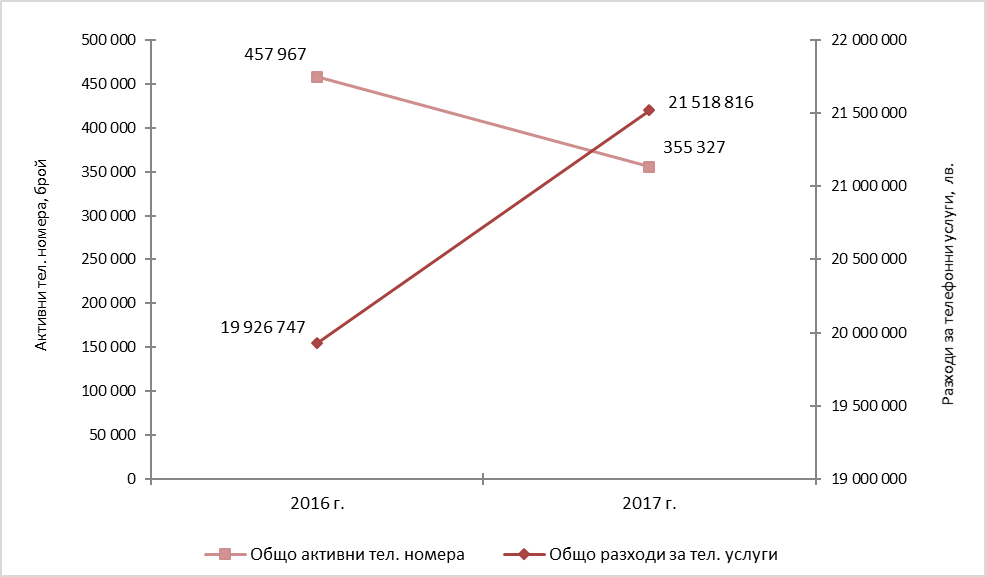 500 000
450 000
400 000
350 000
300 000
250 000
200 000
150 000
100 000
50 000
0
Активни тел. номера, брой
457 967
355 327
19 926 747
21 518 816
22 000 000
21 500 000
21 000 000
20 500 000
20 000 000
19 500 000
19 000 000
Разходи за телефонни услуги, лв.
2016 г.
2017 г.
Общо активни тел. номера
Общо разходи за тел. услуги